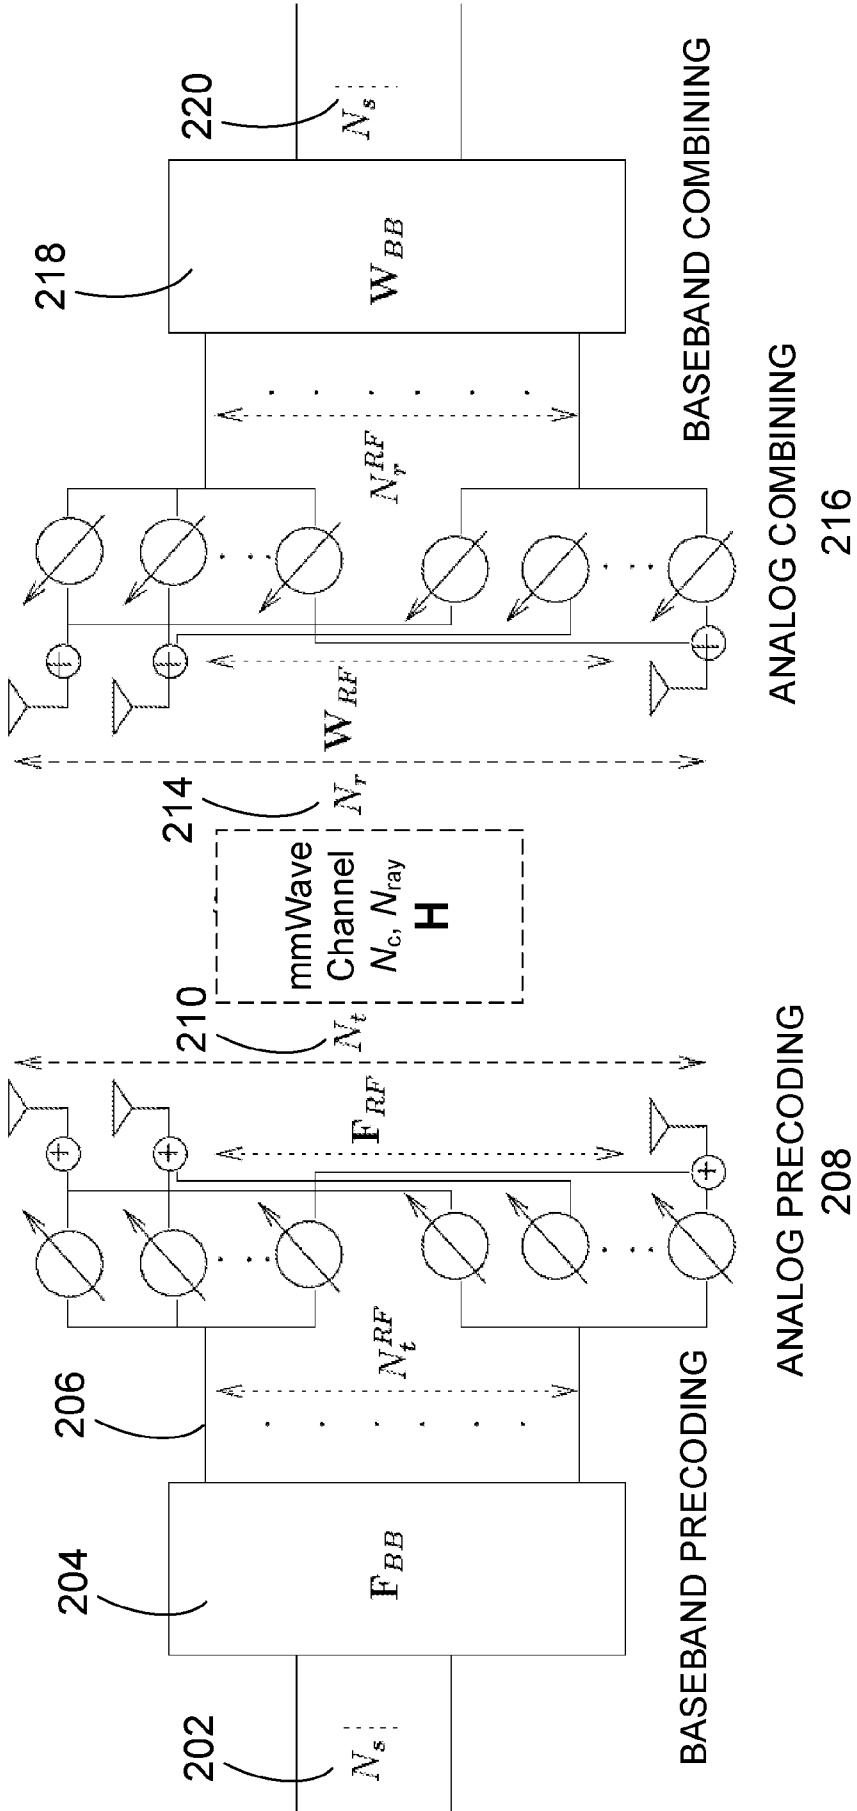 202
N_s
204
F_BB
BASEBAND PRECODING
206
N_t^RF
ANALOG PRECODING
208
F_RF
210
N_t
mmWave
Channel
N_c, N_ray
H
214
N_r
W_RF
ANALOG COMBINING
216
N_r^RF
218
W_BB
BASEBAND COMBINING
220
N_s